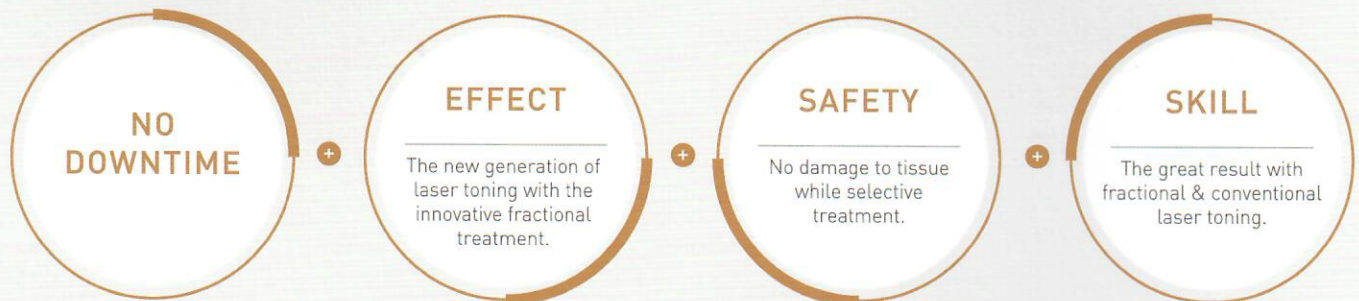 NO
DOWNTIME
+
EFFECT
The new generation of
laser toning with the
innovative fractional
treatment.
+
SAFETY
No damage to tissue
while selective
treatment.
+
SKILL
The great result with
fractional & conventional
laser toning.